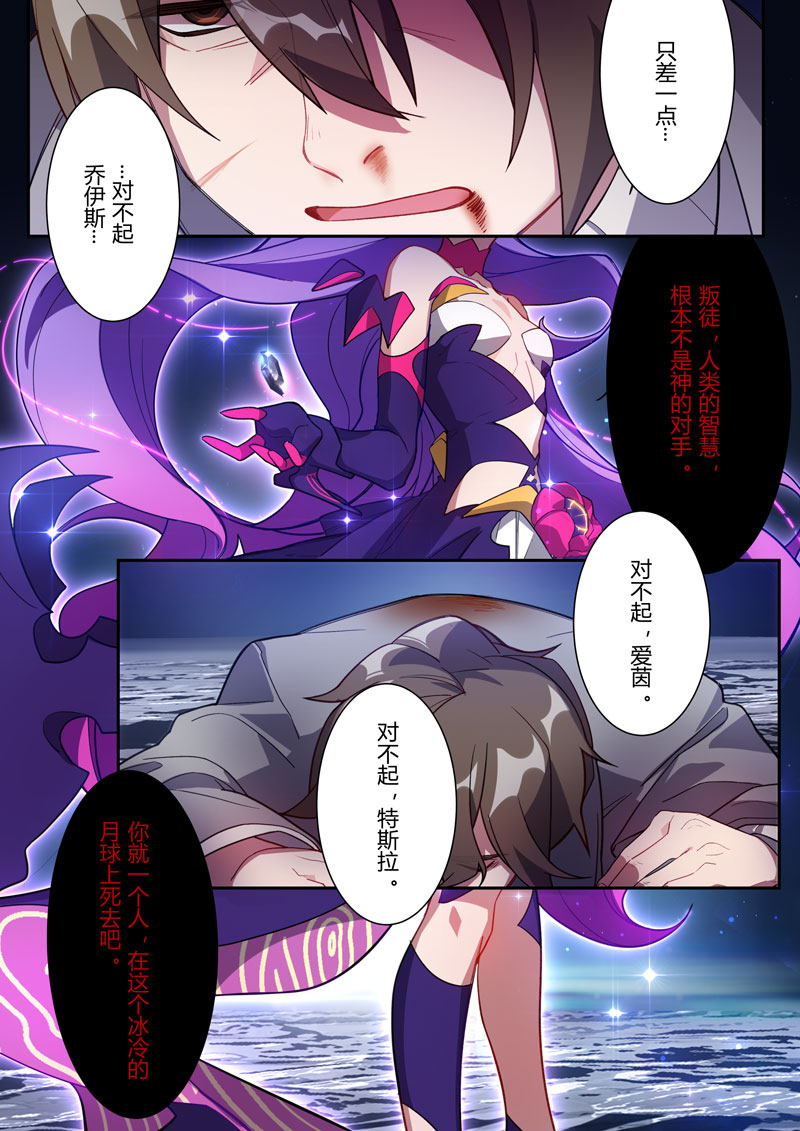 只差一点…
…对不起
乔伊斯…
叛徒，人类的智慧，
根本不是神的对手。
对不起，爱茵。
对不起，特斯拉。
你就一个人，在这个冰冷的
月球上死去吧。